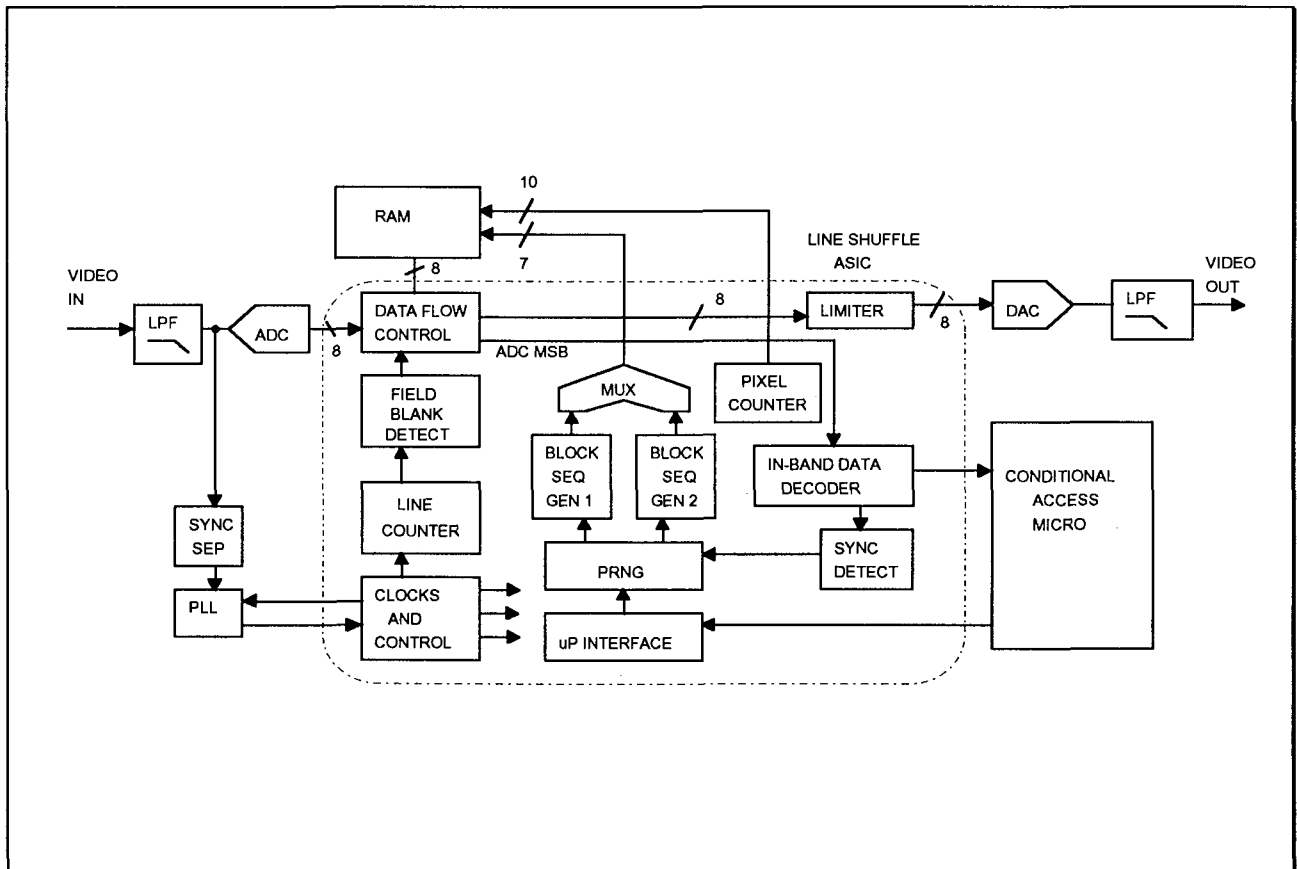 10
RAM
7
LINE SHUFFLE
ASIC
VIDEO
IN
8
8
VIDEO
OUT
LPF
ADC
8
DATA FLOW
CONTROL
LIMITER
8
DAC
LPF
ADC MSB
FIELD
BLANK
DETECT
MUX
PIXEL
COUNTER
BLOCK
SEQ
GEN 1
BLOCK
SEQ
GEN 2
IN-BAND DATA
DECODER
CONDITIONAL
ACCESS
MICRO
LINE
COUNTER
SYNC
SEP
SYNC
DETECT
PRNG
PLL
CLOCKS
AND
CONTROL
uP INTERFACE